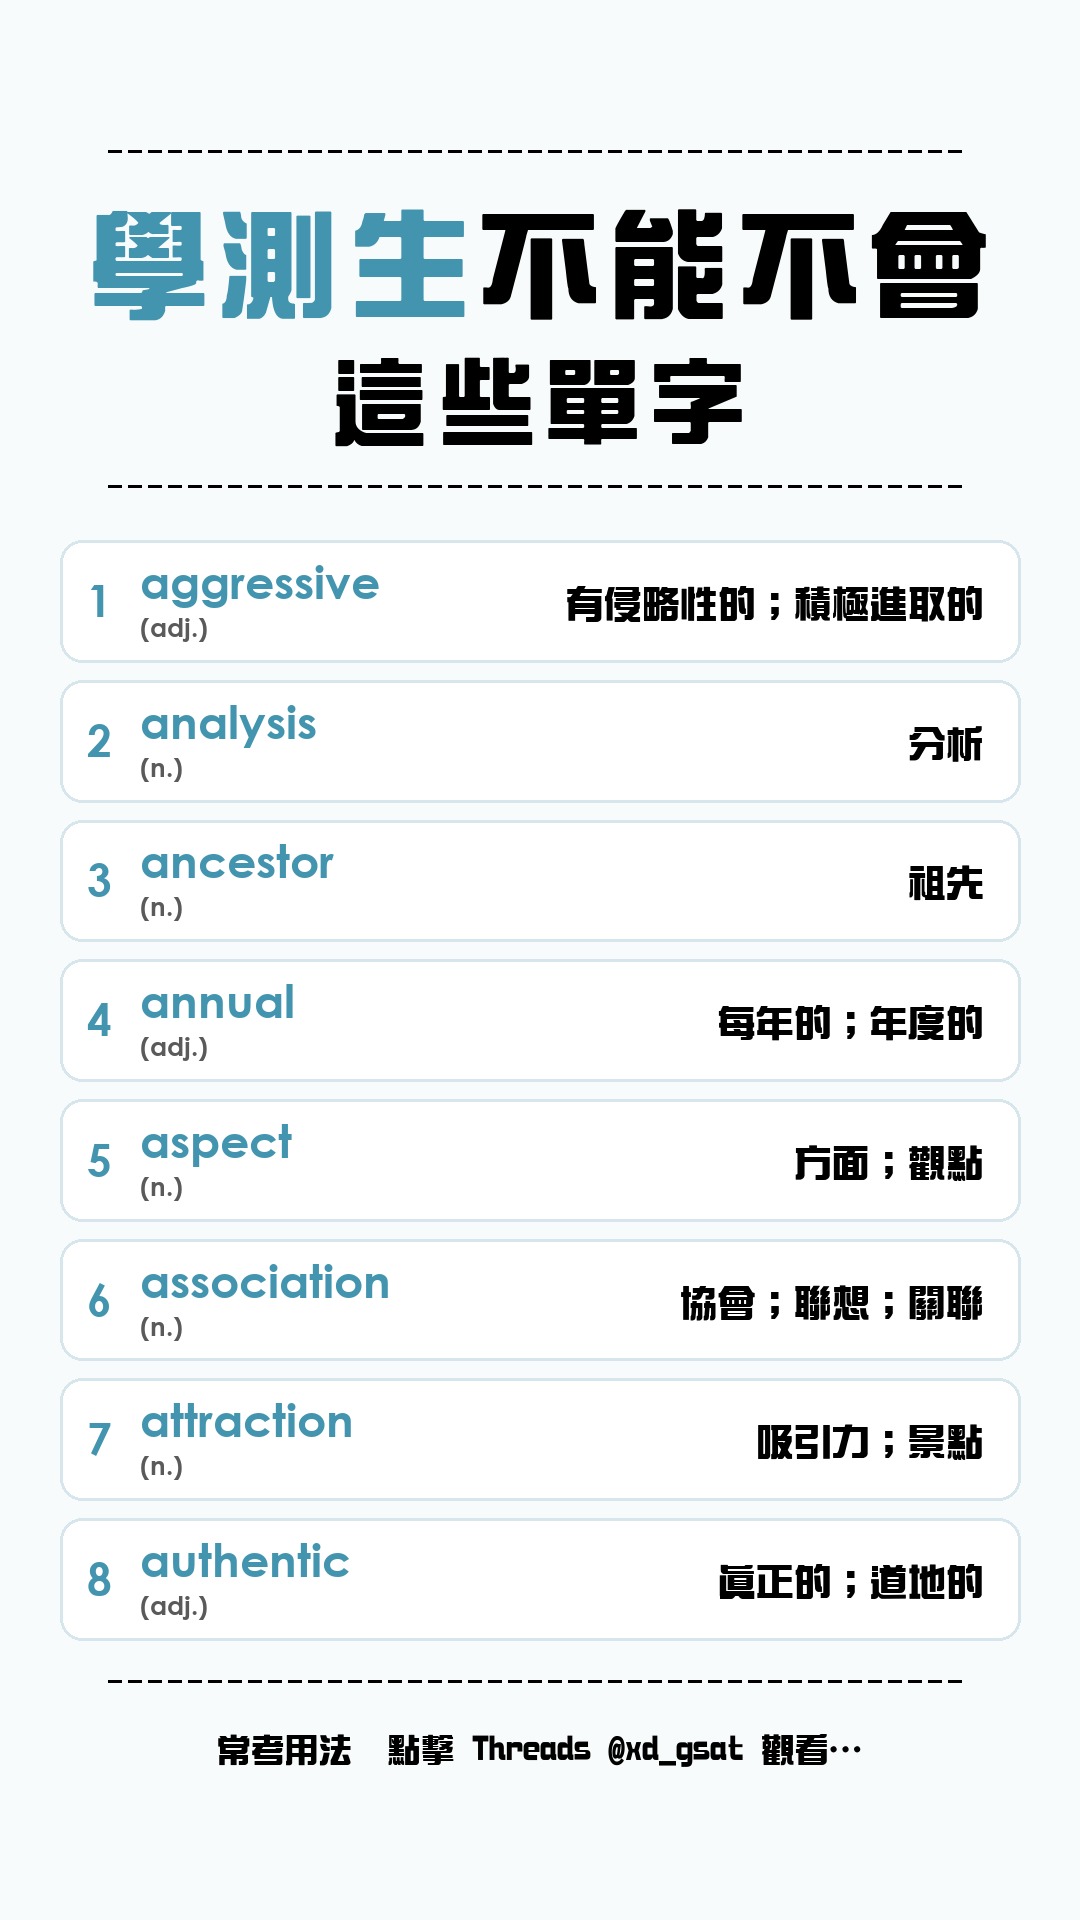 學測生不能不會
這些單字
1 aggressive 有侵略性的；積極進取的
(adj.)
2 analysis 分析
(n.)
3 ancestor 祖先
(n.)
4 annual 每年的；年度的
(adj.)
5 aspect 方面；觀點
(n.)
6 association 協會；聯想；關聯
(n.)
7 attraction 吸引力；景點
(n.)
8 authentic 真正的；道地的
(adj.)
常考用法　點擊 Threads @xd_gsat 觀看…